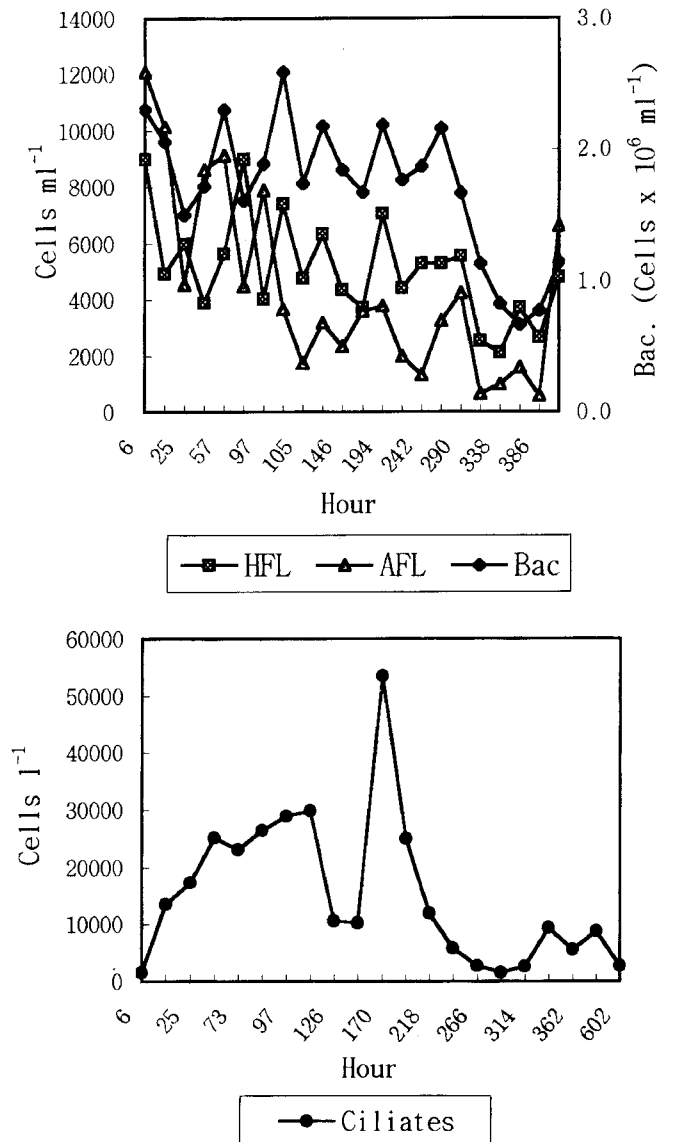 14000
12000
10000
8000
6000
4000
2000
0
Cells ml⁻¹
3.0
2.0
1.0
0.0
Bac. (Cells x 10⁶ ml⁻¹)
6 25 57 97 105 146 194 242 290 338 386
Hour
HFL AFL Bac
60000
50000
40000
30000
20000
10000
0
Cells l⁻¹
6 25 73 97 126 170 218 266 314 362 602
Hour
Ciliates